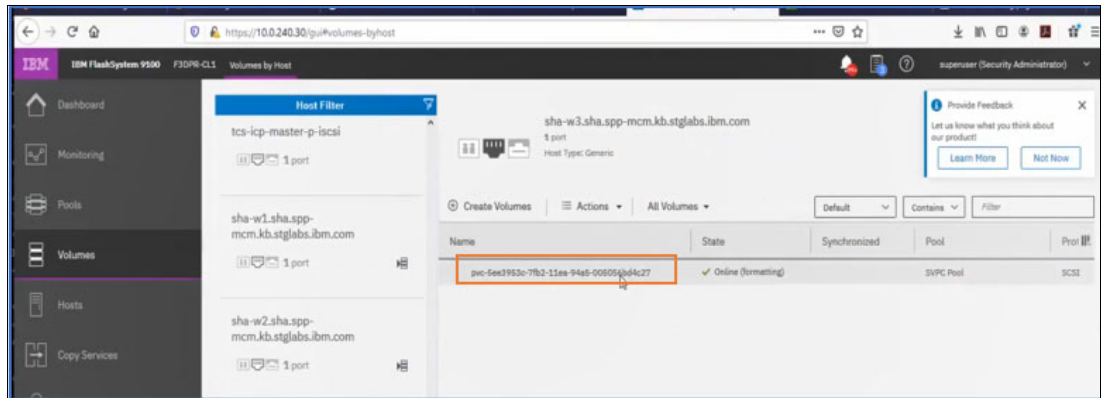 https://10.0.240.30/gui#volumes-byhost
IBM
IBM FlashSystem 9100
F3DPR-CL1
Volumes by Host
superuser (Security Administrator)
Dashboard
Monitoring
Pools
Volumes
Hosts
Copy Services
Host Filter
tcs-icp-master-p-iscsi
1 port
sha-w1.sha.spp-
mcm.kb.stglabs.ibm.com
1 port
sha-w2.sha.spp-
mcm.kb.stglabs.ibm.com
1 port
sha-w3.sha.spp-mcm.kb.stglabs.ibm.com
1 port
Host Type: Generic
Provide Feedback
Let us know what you think about
our product!
Learn More
Not Now
Create Volumes
Actions
All Volumes
Default
Contains
Filter
Name
State
Synchronized
Pool
Prot
pvc-5ee3953c-7fb2-11ea-94a5-005056bd4c27
Online (formatting)
SVPC Pool
SCSI